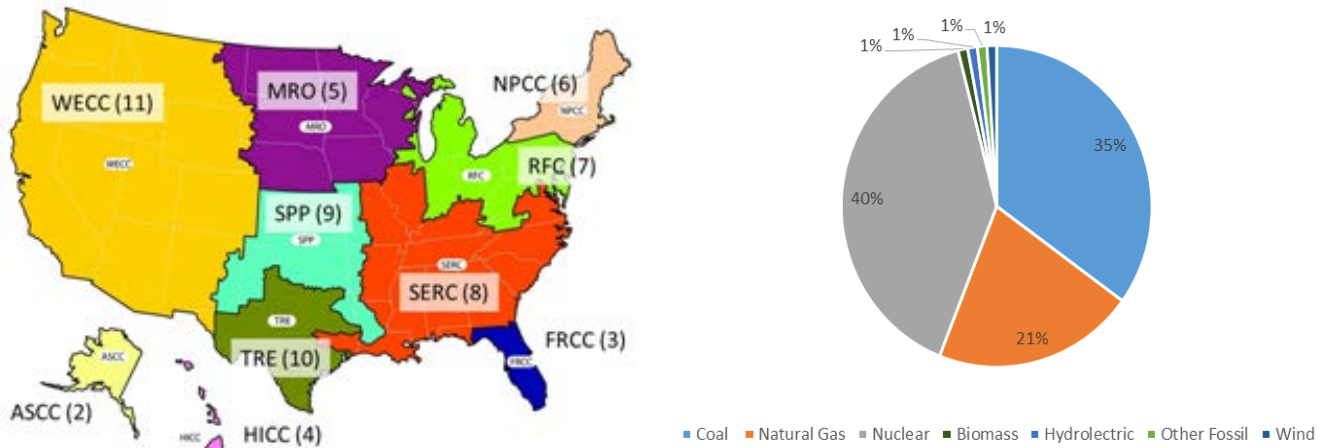 WECC (11)
WECC
MRO (5)
MRO
NPCC (6)
NPCC
RFC (7)
RFC
SPP (9)
SPP
SERC
SERC (8)
TRE
TRE (10)
FRCC (3)
FRCC
ASCC
ASCC (2)
HICC
HICC (4)
1%
1%
1%
1%
35%
40%
21%
Coal
Natural Gas
Nuclear
Biomass
Hydrolectric
Other Fossil
Wind